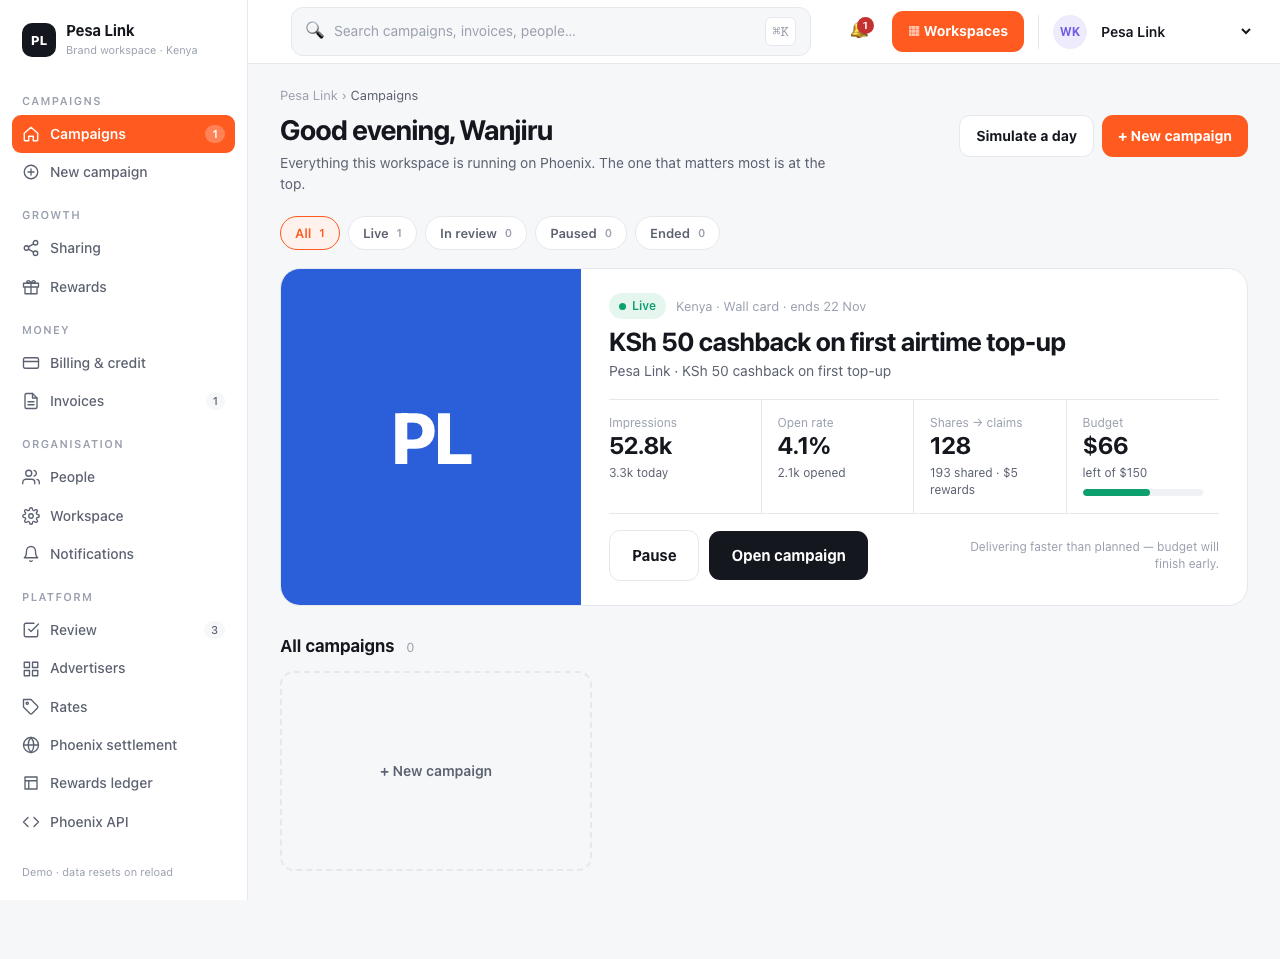 PL
Pesa Link
Brand workspace · Kenya
CAMPAIGNS
Campaigns 1
New campaign
GROWTH
Sharing
Rewards
MONEY
Billing & credit
Invoices 1
ORGANISATION
People
Workspace
Notifications
PLATFORM
Review 3
Advertisers
Rates
Phoenix settlement
Rewards ledger
Phoenix API
Demo · data resets on reload
Search campaigns, invoices, people… ⌘K
1
Workspaces
WK Pesa Link
Pesa Link › Campaigns
Good evening, Wanjiru
Everything this workspace is running on Phoenix. The one that matters most is at the
top.
Simulate a day
+ New campaign
All 1 Live 1 In review 0 Paused 0 Ended 0
PL
Live Kenya · Wall card · ends 22 Nov
KSh 50 cashback on first airtime top-up
Pesa Link · KSh 50 cashback on first top-up
Impressions
52.8k
3.3k today
Open rate
4.1%
2.1k opened
Shares → claims
128
193 shared · $5
rewards
Budget
$66
left of $150
Pause
Open campaign
Delivering faster than planned — budget will
finish early.
All campaigns 0
+ New campaign